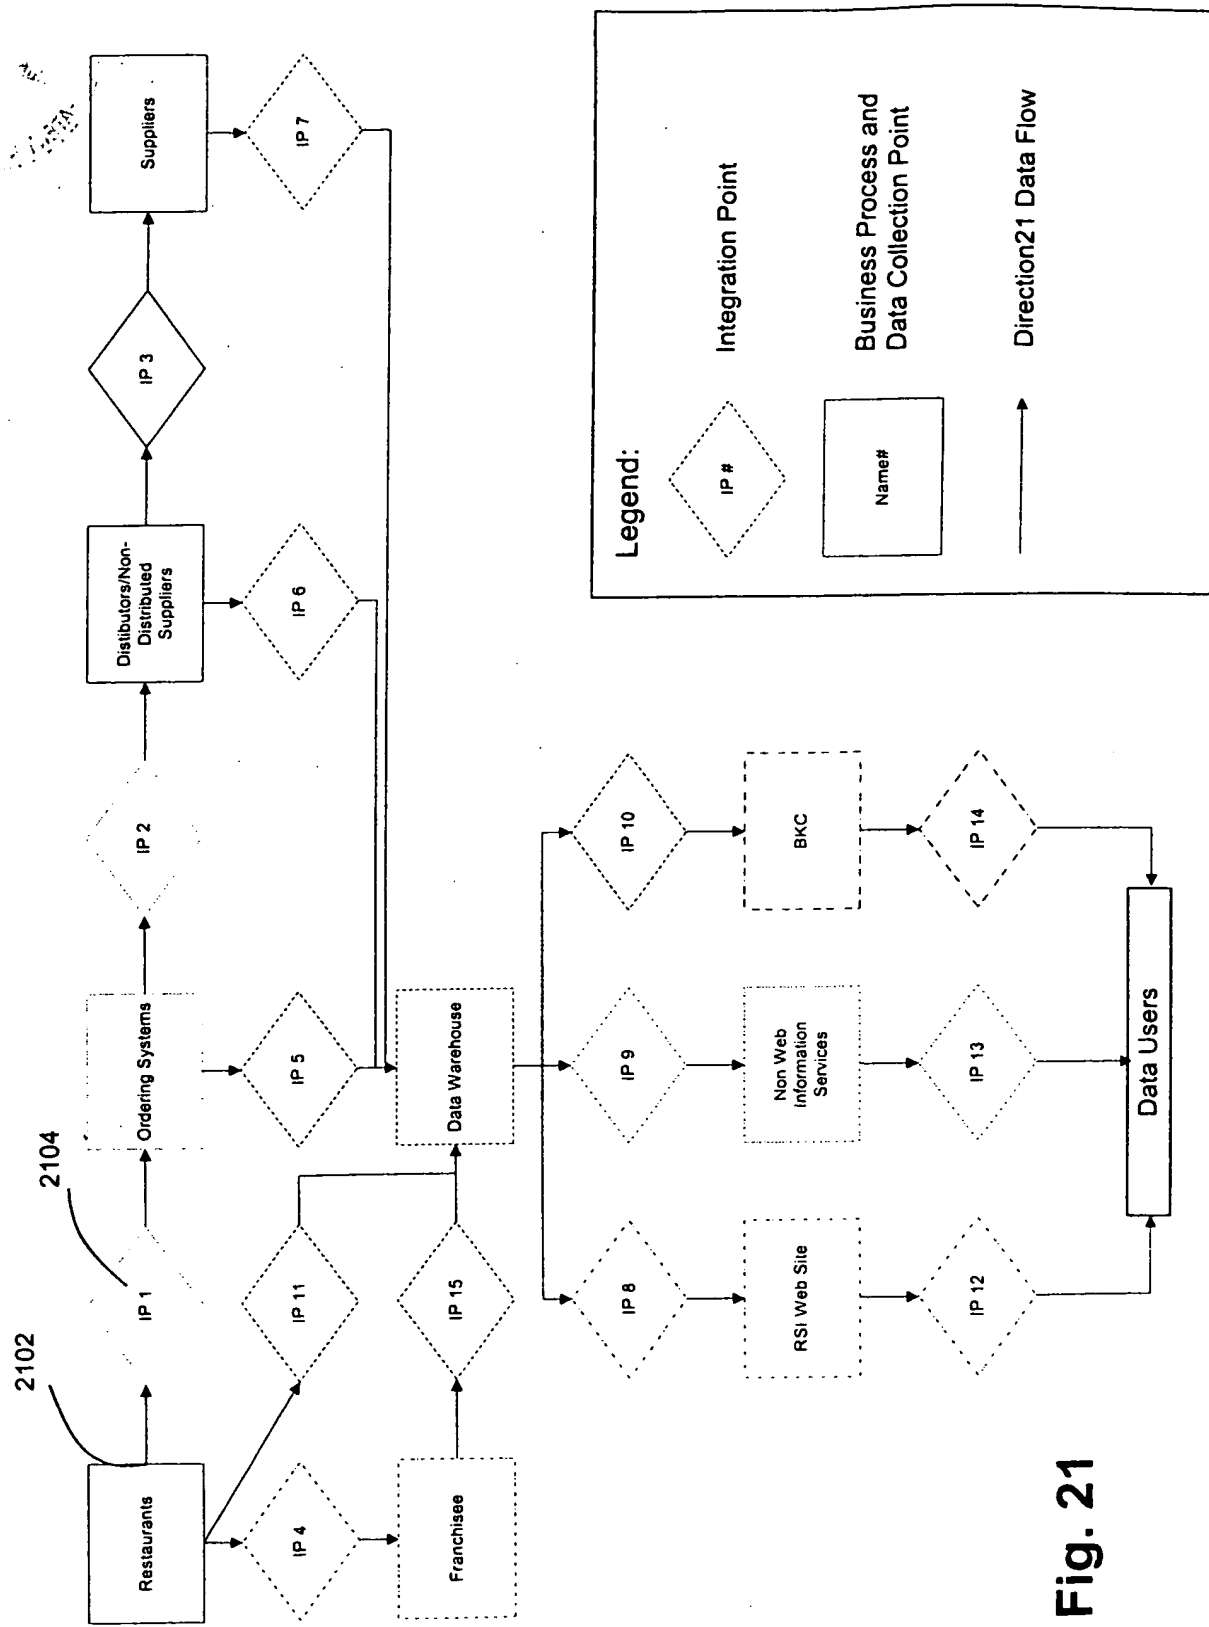 2102
2104
Restaurants
IP 1
Ordering Systems
IP 2
Distibutors/Non-
Distributed
Suppliers
IP 3
Suppliers
IP 4
IP 11
IP 5
IP 6
IP 7
Franchisee
IP 15
Data Warehouse
IP 8
IP 9
IP 10
RSI Web Site
Non Web
Information
Services
BKC
IP 12
IP 13
IP 14
Data Users
Legend:
IP #
Integration Point
Name#
Business Process and
Data Collection Point
Direction21 Data Flow
Fig. 21